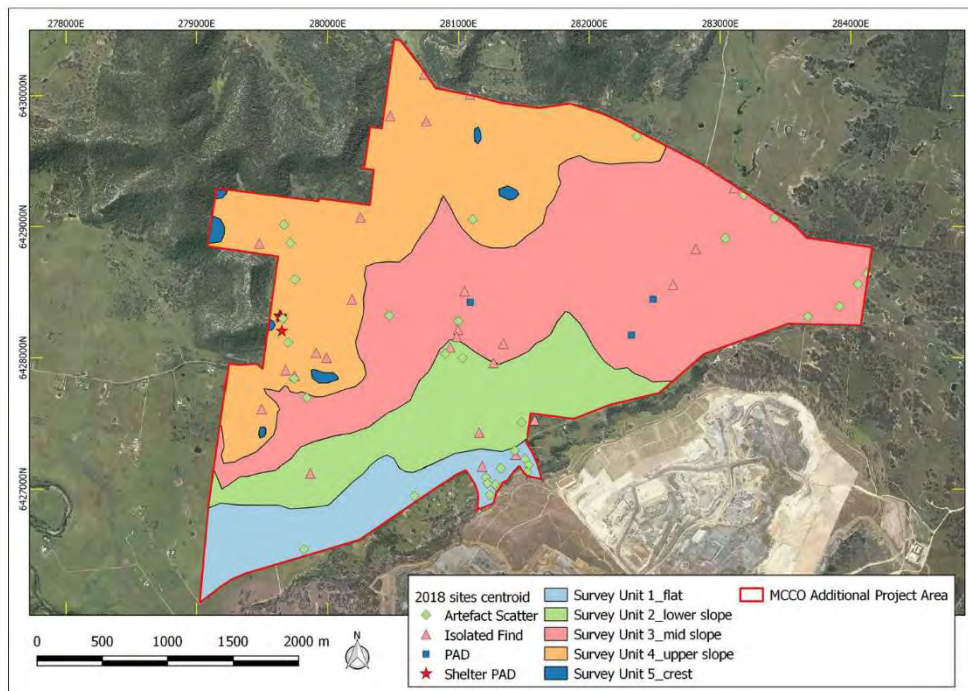 278000E 279000E 280000E 281000E 282000E 283000E 284000E
6430000N
6429000N
6428000N
6427000N
2018 sites centroid
Artefact Scatter
Isolated Find
PAD
Shelter PAD
Survey Unit 1_flat
Survey Unit 2_lower slope
Survey Unit 3_mid slope
Survey Unit 4_upper slope
Survey Unit 5_crest
MCCO Additional Project Area
0 500 1000 1500 2000 m
N